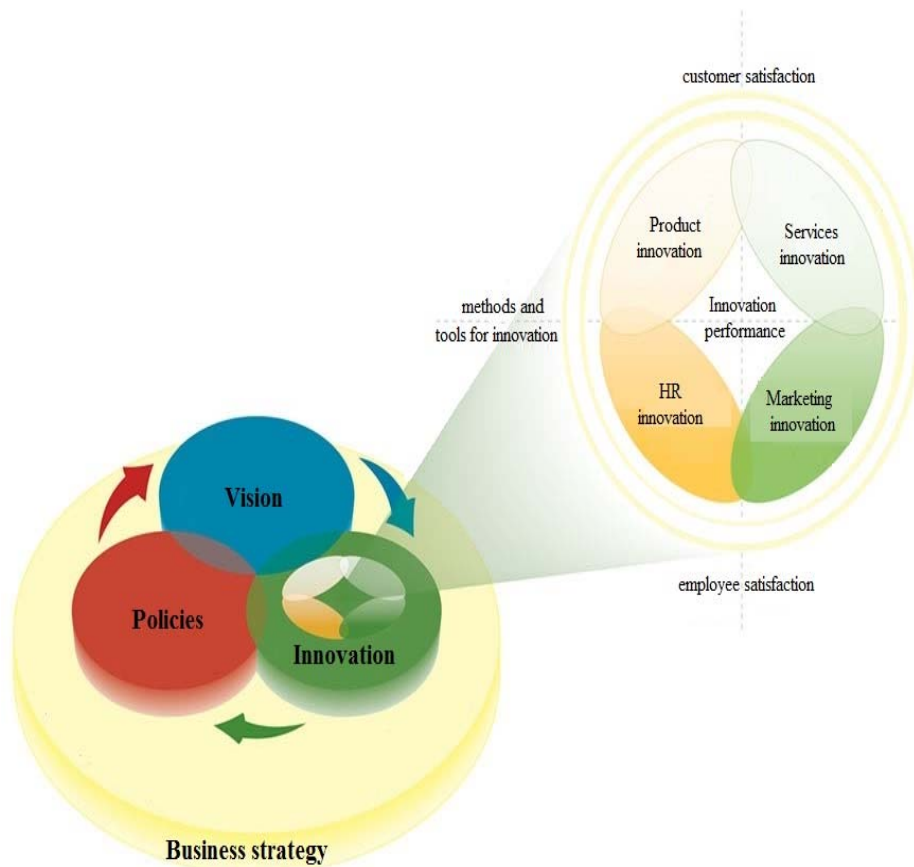 customer satisfaction
Product
innovation
Services
innovation
methods and
tools for innovation
Innovation
performance
HR
innovation
Marketing
innovation
Vision
employee satisfaction
Policies
Innovation
Business strategy